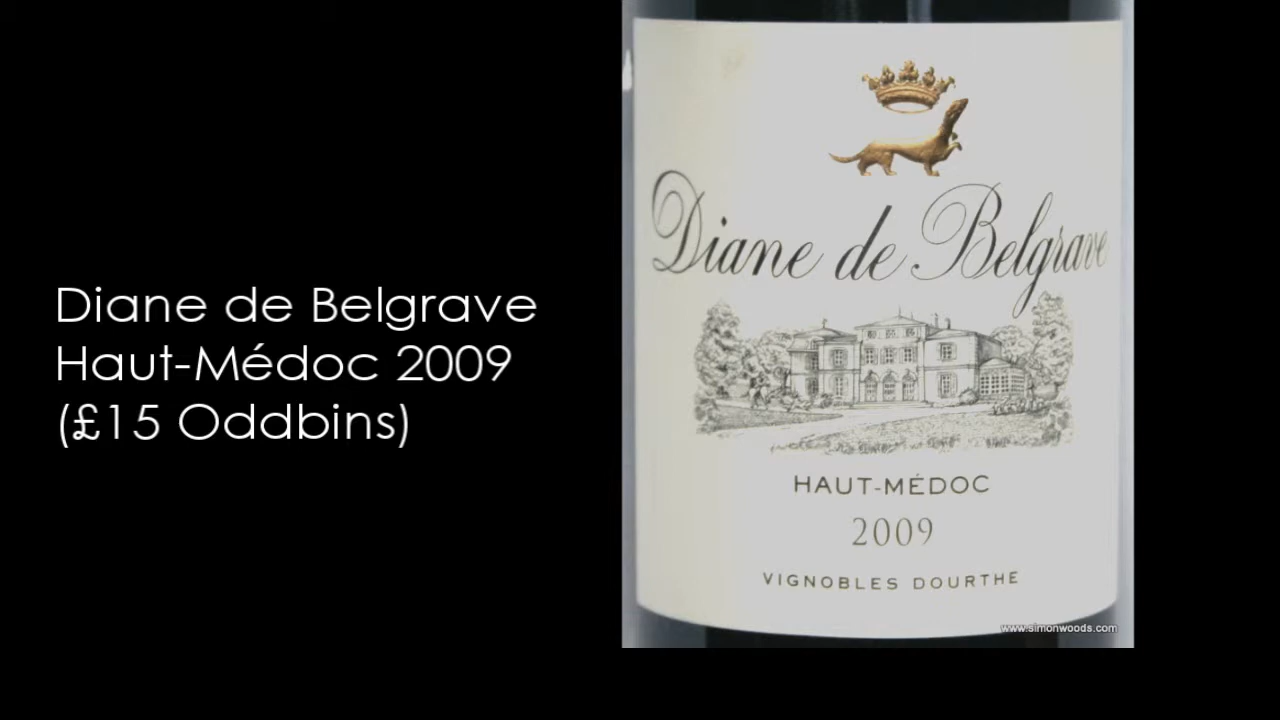 Diane de Belgrave
Haut-Médoc 2009
(£15 Oddbins)
Diane de Belgrave
HAUT-MÉDOC
2009
VIGNOBLES DOURTHE
www.simonwoods.com